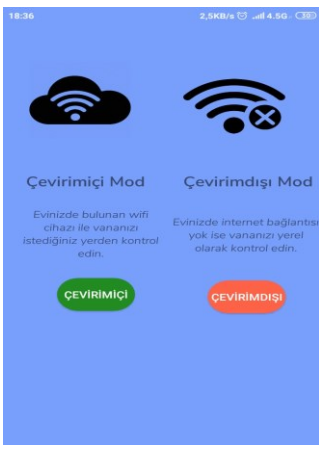 18:36
2,5KB/s 4.5G
Çevirimiçi Mod
Evinizde bulunan wifi
cihazı ile vananızı
istediğiniz yerden kontrol
edin.
ÇEVİRİMİÇİ
Çevirimdışı Mod
Evinizde internet bağlantısı
yok ise vananızı yerel
olarak kontrol edin.
ÇEVİRİMDIŞI